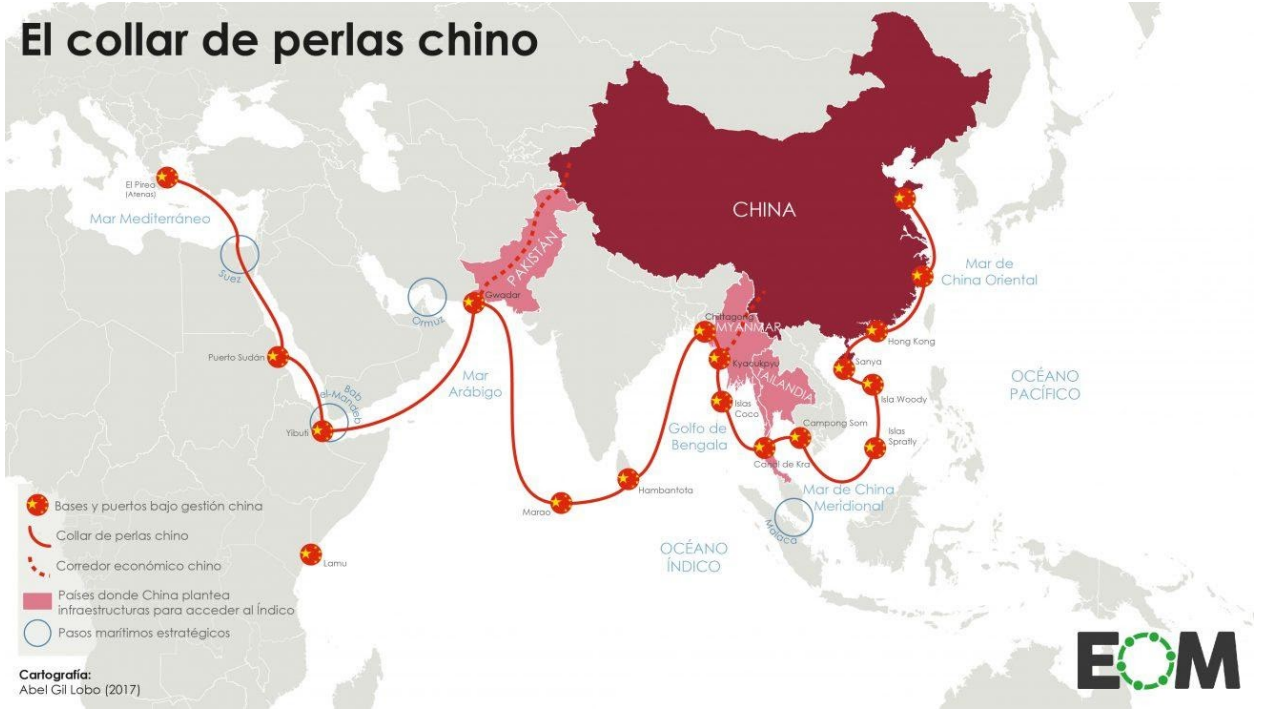 El collar de perlas chino
CHINA
El Pirea
(Atenas)
Mar Mediterráneo
Suez
PAKISTÁN
Gwadar
Ormuz
Mar de
China Oriental
Chittagong
MYANMAR
Hong Kong
Puerto Sudán
Kyaoukpyu
Sanya
Mar
Arábigo
TAILANDIA
OCÉANO
PACÍFICO
Bab
el-Mandeb
Isla Woody
Islas
Coco
Yibuti
Golfo de
Bengala
Campong Som
Islas
Spratly
Canal de Kra
Hambantota
Mar de China
Meridional
Marao
Malaca
OCÉANO
ÍNDICO
Lamu
Bases y puertos bajo gestión china
Collar de perlas chino
Corredor económico chino
Países donde China plantea
infraestructuras para acceder al Índico
Pasos marítimos estratégicos
Cartografía:
Abel Gil Lobo (2017)
EOM